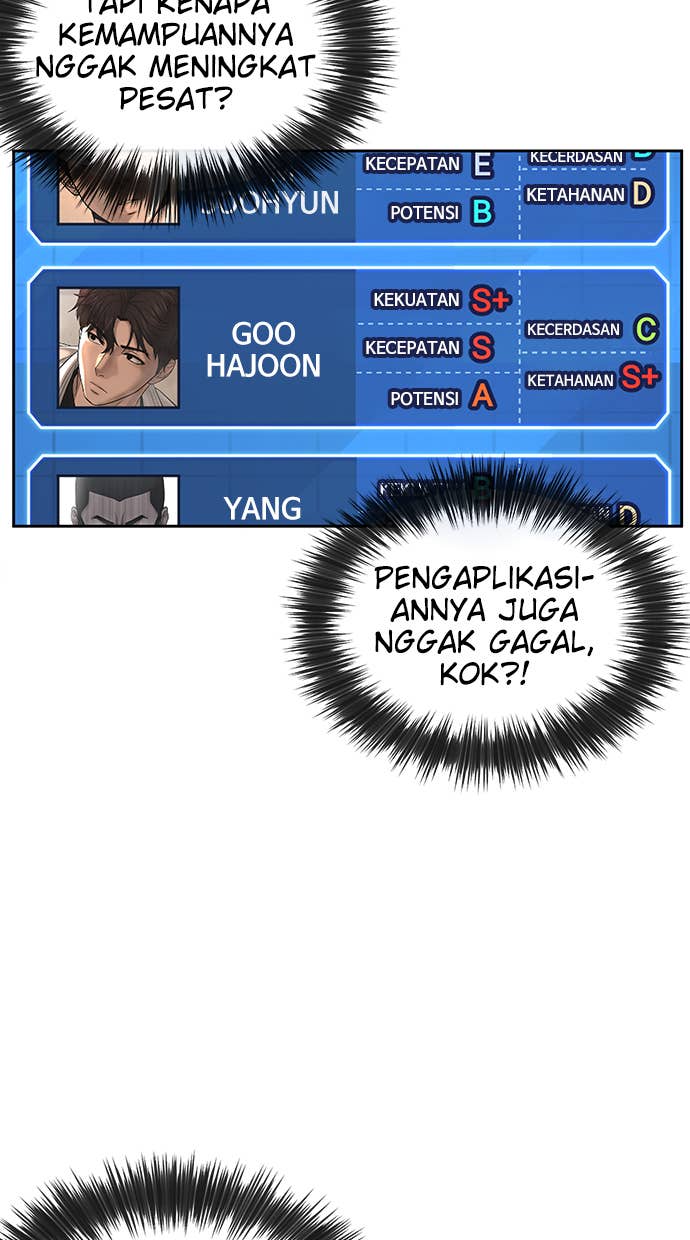 TAPI KENAPA
KEMAMPUANNYA
NGGAK MENINGKAT
PESAT?
KECEPATAN E
KECERDASAN
JOOHYUN
POTENSI B
KETAHANAN D
GOO
HAJOON
KEKUATAN S+
KECEPATAN S
POTENSI A
KECERDASAN C
KETAHANAN S+
YANG
B
D
PENGAPLIKASI-
ANNYA JUGA
NGGAK GAGAL,
KOK?!